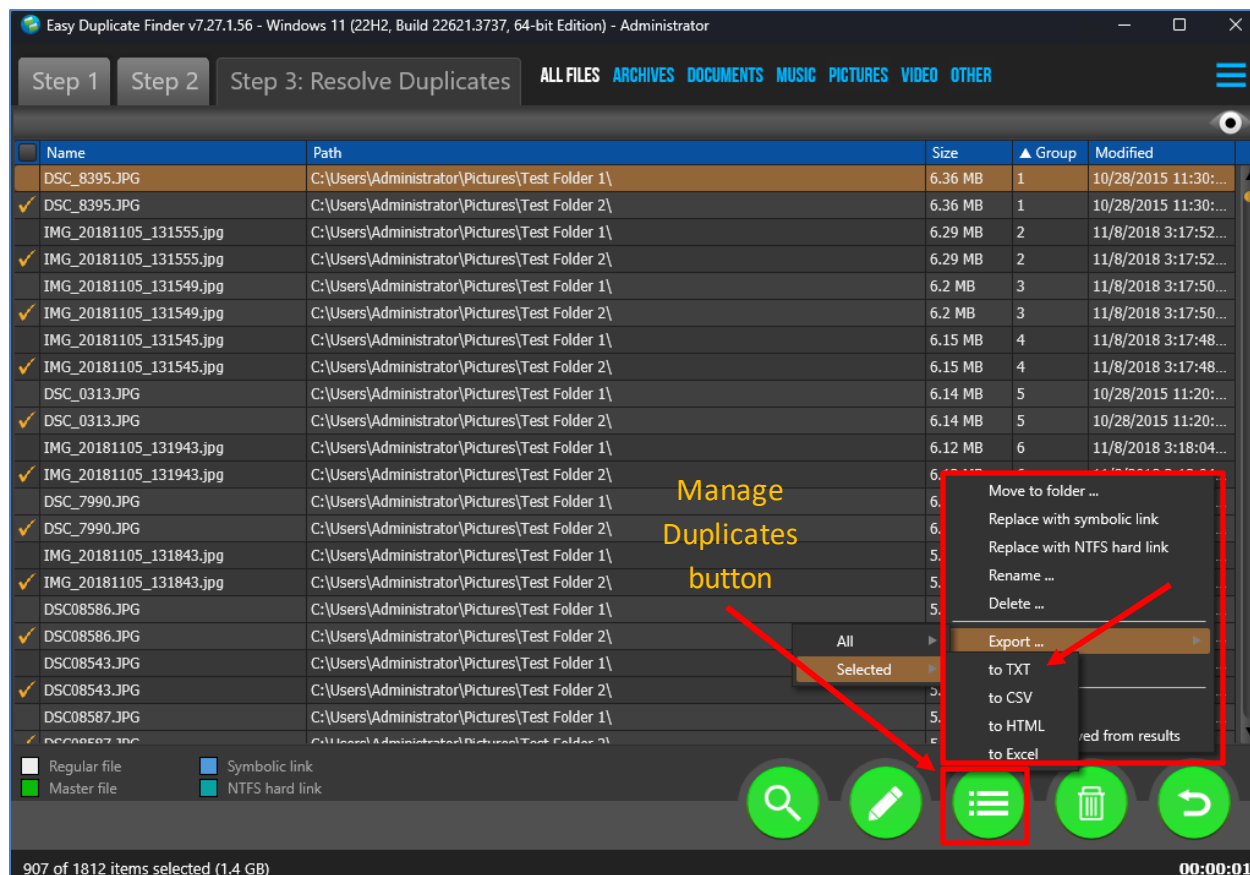 Easy Duplicate Finder v7.27.1.56 - Windows 11 (22H2, Build 22621.3737, 64-bit Edition) - Administrator
Step 1 Step 2 Step 3: Resolve Duplicates ALL FILES ARCHIVES DOCUMENTS MUSIC PICTURES VIDEO OTHER
Name Path Size ▲ Group Modified
DSC_8395.JPG C:\Users\Administrator\Pictures\Test Folder 1\ 6.36 MB 1 10/28/2015 11:30:...
DSC_8395.JPG C:\Users\Administrator\Pictures\Test Folder 2\ 6.36 MB 1 10/28/2015 11:30:...
IMG_20181105_131555.jpg C:\Users\Administrator\Pictures\Test Folder 1\ 6.29 MB 2 11/8/2018 3:17:52...
IMG_20181105_131555.jpg C:\Users\Administrator\Pictures\Test Folder 2\ 6.29 MB 2 11/8/2018 3:17:52...
IMG_20181105_131549.jpg C:\Users\Administrator\Pictures\Test Folder 1\ 6.2 MB 3 11/8/2018 3:17:50...
IMG_20181105_131549.jpg C:\Users\Administrator\Pictures\Test Folder 2\ 6.2 MB 3 11/8/2018 3:17:50...
IMG_20181105_131545.jpg C:\Users\Administrator\Pictures\Test Folder 1\ 6.15 MB 4 11/8/2018 3:17:48...
IMG_20181105_131545.jpg C:\Users\Administrator\Pictures\Test Folder 2\ 6.15 MB 4 11/8/2018 3:17:48...
DSC_0313.JPG C:\Users\Administrator\Pictures\Test Folder 1\ 6.14 MB 5 10/28/2015 11:20:...
DSC_0313.JPG C:\Users\Administrator\Pictures\Test Folder 2\ 6.14 MB 5 10/28/2015 11:20:...
IMG_20181105_131943.jpg C:\Users\Administrator\Pictures\Test Folder 1\ 6.12 MB 6 11/8/2018 3:18:04...
IMG_20181105_131943.jpg C:\Users\Administrator\Pictures\Test Folder 2\
DSC_7990.JPG C:\Users\Administrator\Pictures\Test Folder 1\ 6.
DSC_7990.JPG C:\Users\Administrator\Pictures\Test Folder 2\ 6.
IMG_20181105_131843.jpg C:\Users\Administrator\Pictures\Test Folder 1\ 5.
IMG_20181105_131843.jpg C:\Users\Administrator\Pictures\Test Folder 2\ 5.
DSC08586.JPG C:\Users\Administrator\Pictures\Test Folder 1\ 5.
DSC08586.JPG C:\Users\Administrator\Pictures\Test Folder 2\
DSC08543.JPG C:\Users\Administrator\Pictures\Test Folder 1\
DSC08543.JPG C:\Users\Administrator\Pictures\Test Folder 2\ 5.
DSC08587.JPG C:\Users\Administrator\Pictures\Test Folder 1\ 5.
Manage
Duplicates
button
Move to folder ...
Replace with symbolic link
Replace with NTFS hard link
Rename ...
Delete ...
Export ...
All
Selected
to TXT
to CSV
to HTML
to Excel
from results
Regular file Symbolic link
Master file NTFS hard link
907 of 1812 items selected (1.4 GB) 00:00:01